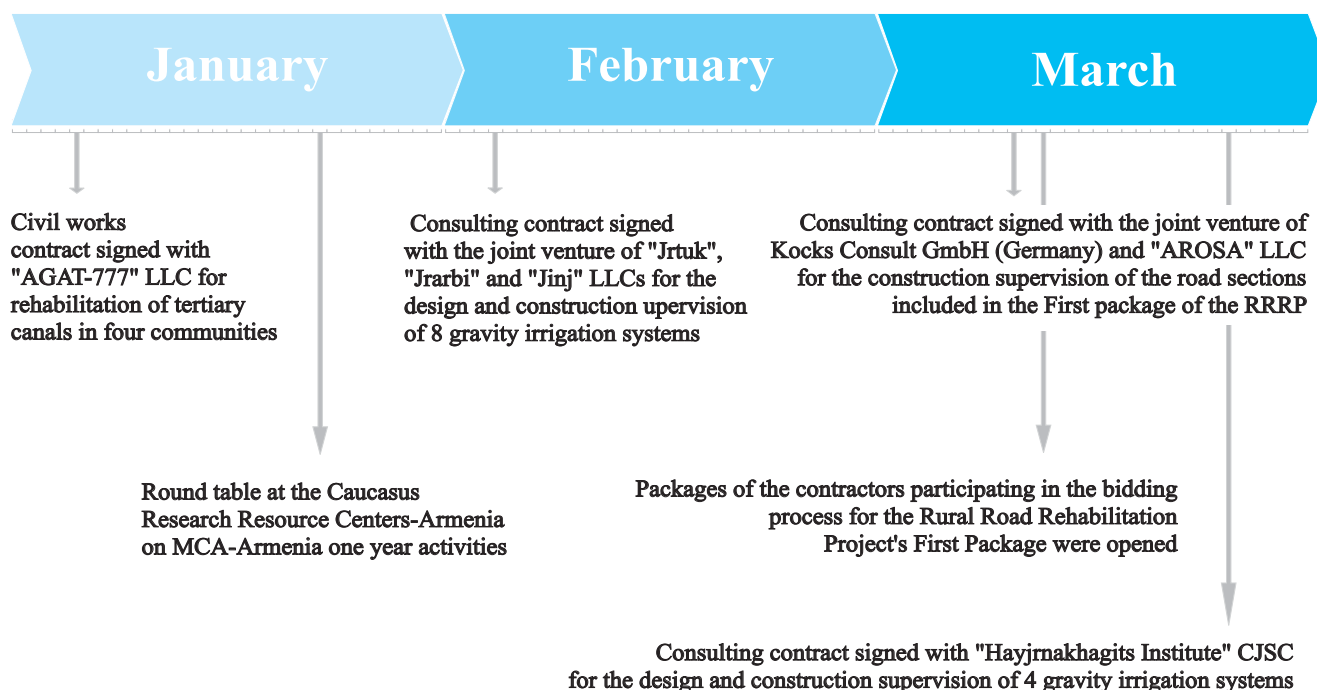 January
February
March
Civil works
contract signed with
"AGAT-777" LLC for
rehabilitation of tertiary
canals in four communities
Consulting contract signed
with the joint venture of "Jrtuk",
"Jrarbi" and "Jinj" LLCs for the
design and construction upervision
of 8 gravity irrigation systems
Consulting contract signed with the joint venture of
Kocks Consult GmbH (Germany) and "AROSA" LLC
for the construction supervision of the road sections
included in the First package of the RRRP
Round table at the Caucasus
Research Resource Centers-Armenia
on MCA-Armenia one year activities
Packages of the contractors participating in the bidding
process for the Rural Road Rehabilitation
Project's First Package were opened
Consulting contract signed with "Hayjrnakhagits Institute" CJSC
for the design and construction supervision of 4 gravity irrigation systems